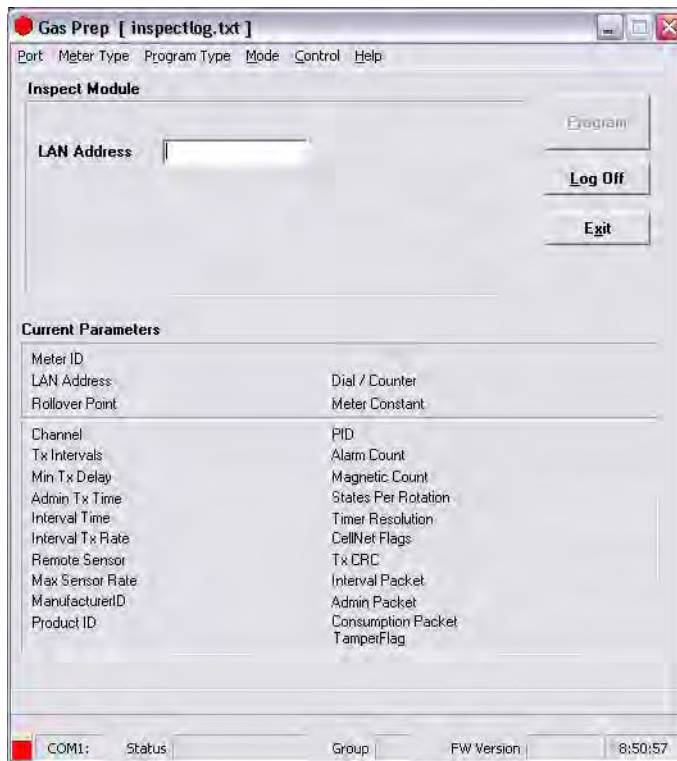 Gas Prep [ inspectlog.txt ]
Port Meter Type Program Type Mode Control Help
Inspect Module
Program
LAN Address
Log Off
Exit
Current Parameters
Meter ID
LAN Address Dial / Counter
Rollover Point Meter Constant
Channel PID
Tx Intervals Alarm Count
Min Tx Delay Magnetic Count
Admin Tx Time States Per Rotation
Interval Time Timer Resolution
Interval Tx Rate CellNet Flags
Remote Sensor Tx CRC
Max Sensor Rate Interval Packet
ManufacturerID Admin Packet
Product ID Consumption Packet
TamperFlag
COM1: Status Group FW Version 8:50:57